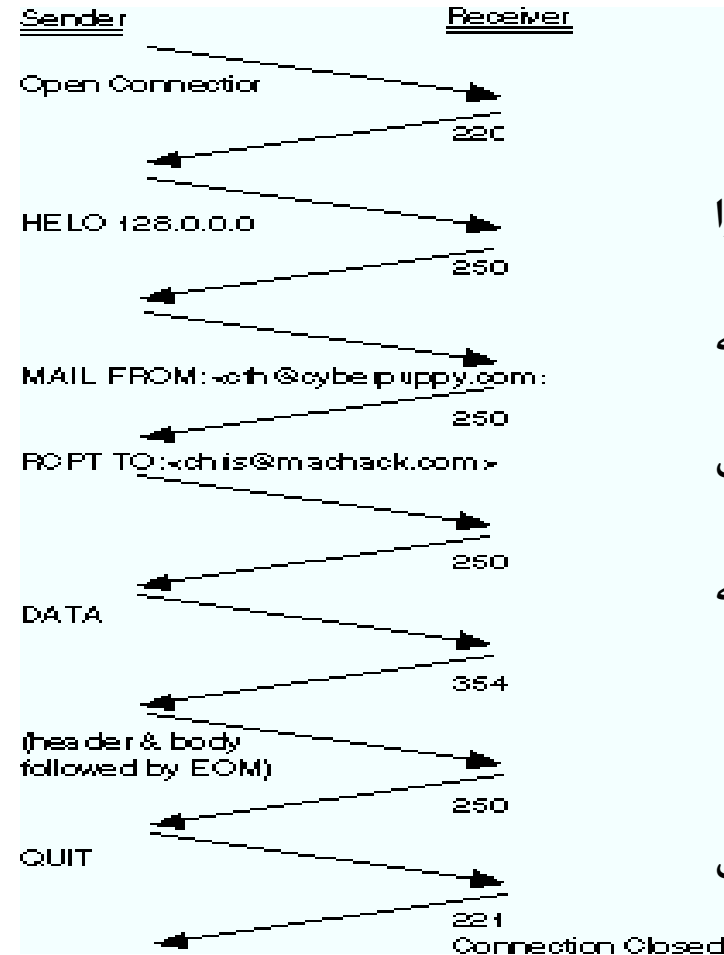 Sender Receiver
Open Connection
220
HELO 128.0.0.0
250
MAIL FROM:<cth@cyberpuppy.com>
250
RCPT TO:<chris@madhack.com>
250
DATA
354
(header & body
followed by EOM)
250
QUIT
221
Connection Closed